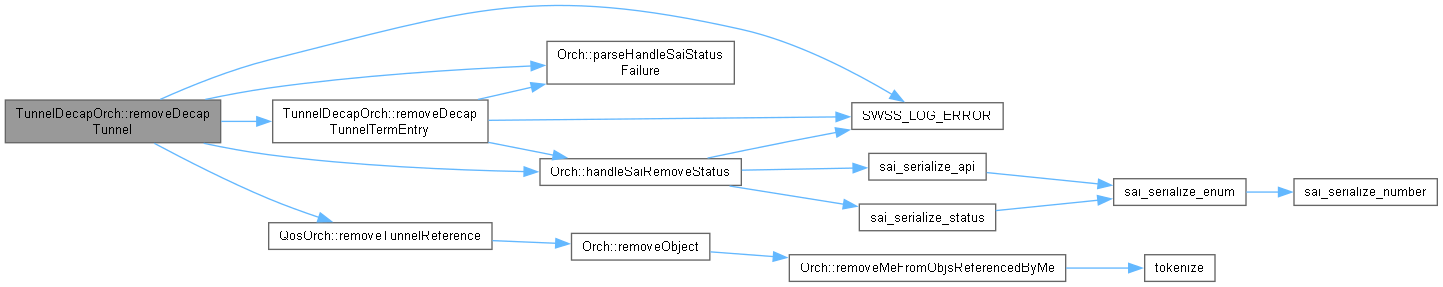 TunnelDecapOrch::removeDecap
Tunnel
Orch::parseHandleSaiStatus
Failure
TunnelDecapOrch::removeDecap
TunnelTermEntry
SWSS_LOG_ERROR
Orch::handleSaiRemoveStatus
sai_serialize_api
sai_serialize_status
sai_serialize_enum
sai_serialize_number
QosOrch::removeTunnelReference
Orch::removeObject
Orch::removeMeFromObjsReferencedByMe
tokenize